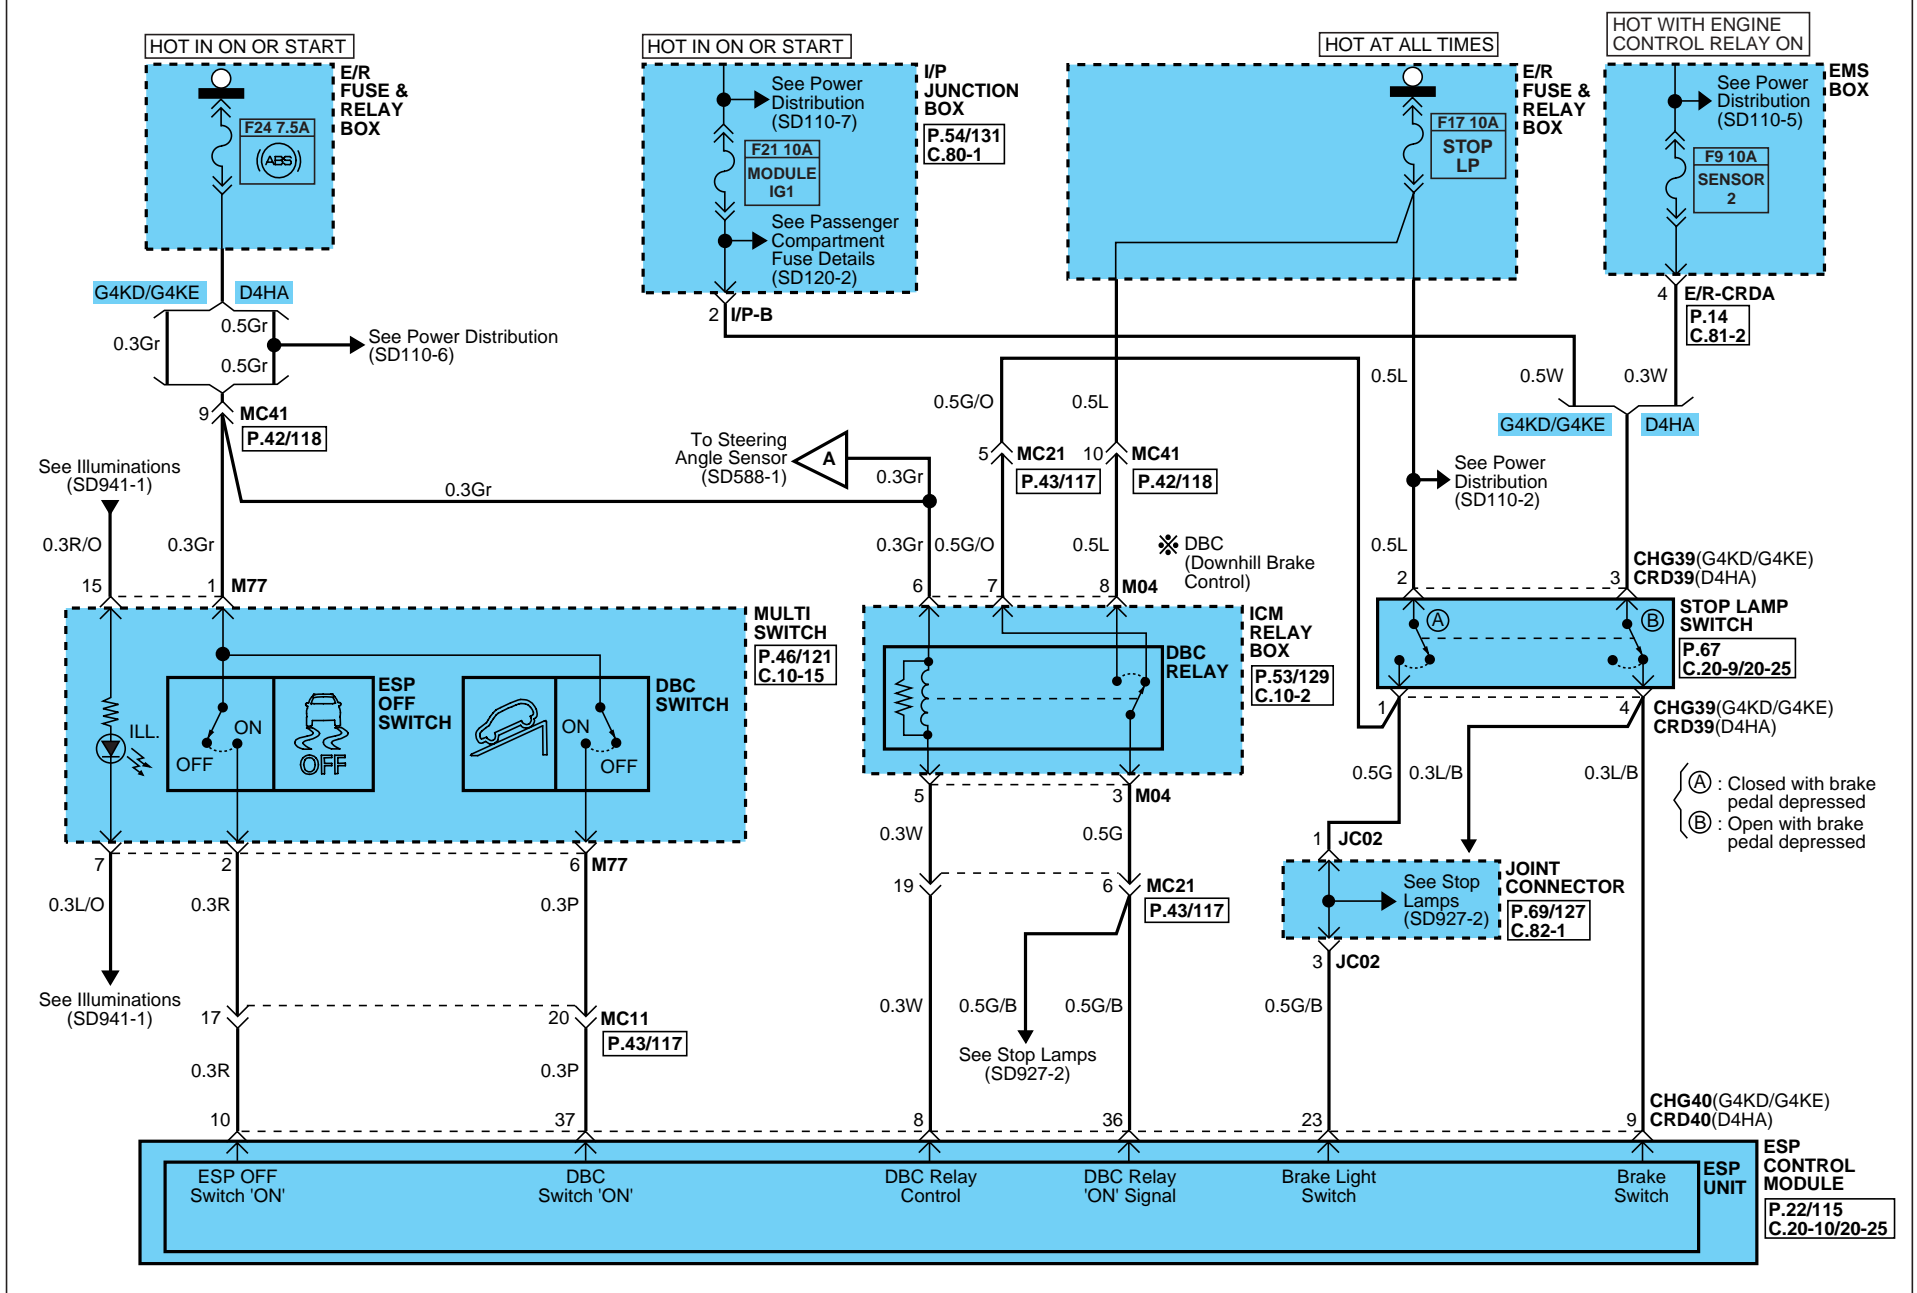 HOT IN ON OR START
HOT IN ON OR START
HOT AT ALL TIMES
HOT WITH ENGINE
CONTROL RELAY ON
E/R
FUSE &
RELAY
BOX
F24 7.5A
ABS
I/P
JUNCTION
BOX
P.54/131
C.80-1
See Power
Distribution
(SD110-7)
F21 10A
MODULE
IG1
See Passenger
Compartment
Fuse Details
(SD120-2)
E/R
FUSE &
RELAY
BOX
F17 10A
STOP
LP
EMS
BOX
See Power
Distribution
(SD110-5)
F9 10A
SENSOR
2
G4KD/G4KE
D4HA
2 I/P-B
4 E/R-CRDA
P.14
C.81-2
0.3Gr
0.5Gr
0.5Gr
See Power Distribution
(SD110-6)
9 MC41
P.42/118
0.5G/O
0.5L
0.5L
0.5W
0.3W
G4KD/G4KE
D4HA
See Illuminations
(SD941-1)
To Steering
Angle Sensor
(SD588-1)
A
0.3Gr
0.3Gr
5 MC21
P.43/117
10 MC41
P.42/118
See Power
Distribution
(SD110-2)
0.3R/O
0.3Gr
0.3Gr
0.5G/O
0.5L
※ DBC
(Downhill Brake
Control)
0.5L
CHG39(G4KD/G4KE)
CRD39(D4HA)
15
1 M77
6
7
8 M04
2
3
MULTI
SWITCH
P.46/121
C.10-15
ESP
OFF
SWITCH
DBC
SWITCH
ILL.
ON
OFF
OFF
ON
OFF
ICM
RELAY
BOX
P.53/129
C.10-2
DBC
RELAY
A
B
STOP LAMP
SWITCH
P.67
C.20-9/20-25
1
4
CHG39(G4KD/G4KE)
CRD39(D4HA)
0.5G
0.3L/B
0.3L/B
A : Closed with brake
pedal depressed
B : Open with brake
pedal depressed
7
2
6 M77
5
3 M04
0.3L/O
0.3R
0.3P
0.3W
0.5G
1 JC02
JOINT
CONNECTOR
P.69/127
C.82-1
See Stop
Lamps
(SD927-2)
3 JC02
19
6 MC21
P.43/117
See Illuminations
(SD941-1)
17
20 MC11
P.43/117
0.3W
0.5G/B
0.5G/B
0.5G/B
See Stop Lamps
(SD927-2)
0.3R
0.3P
10
37
8
36
23
9
CHG40(G4KD/G4KE)
CRD40(D4HA)
ESP OFF
Switch 'ON'
DBC
Switch 'ON'
DBC Relay
Control
DBC Relay
'ON' Signal
Brake Light
Switch
Brake
Switch
ESP
UNIT
ESP
CONTROL
MODULE
P.22/115
C.20-10/20-25